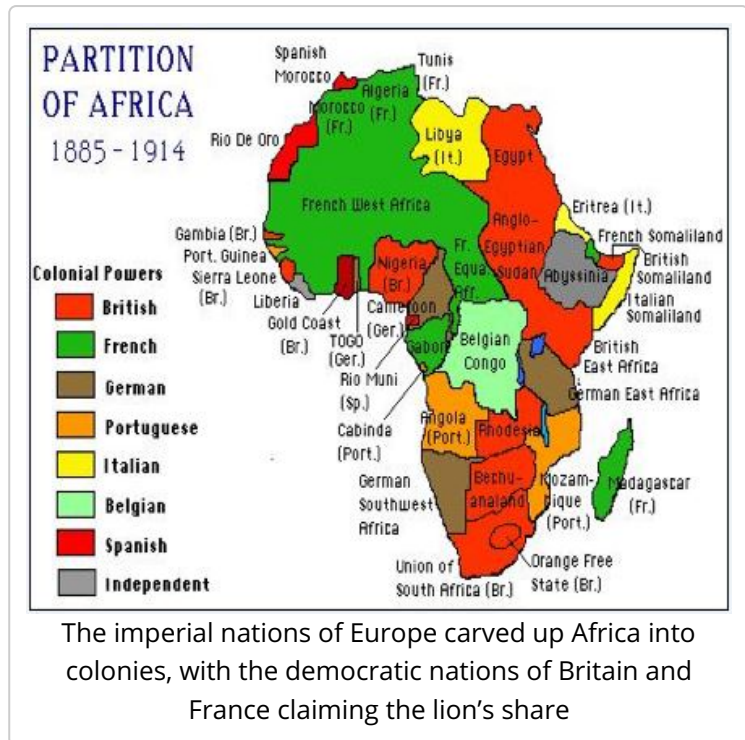 PARTITION
OF AFRICA
1885 - 1914
Spanish
Morocco
Tunis
(Fr.)
Algeria
(Fr.)
Morocco
(Fr.)
Rio De Oro
Libya
(It.)
Egypt
French West Africa
Eritrea (It.)
Anglo-
Egyptian
Sudan
French Somaliland
British
Somaliland
Abyssinia
Italian
Somaliland
Gambia (Br.)
Port. Guinea
Sierra Leone
(Br.)
Liberia
Gold Coast
(Br.)
TOGO
(Ger.)
Nigeria
(Br.)
Cameroon
(Ger.)
Fr.
Equa.
Afr.
Gabon
Rio Muni
(Sp.)
Cabinda
(Port.)
Belgian
Congo
British
East Africa
German East Africa
Angola
(Port.)
Rhodesia
German
Southwest
Africa
Bechu-
analand
Mozam-
bique
(Port.)
Madagascar
(Fr.)
Union of
South Africa (Br.)
Orange Free
State (Br.)
Colonial Powers
British
French
German
Portuguese
Italian
Belgian
Spanish
Independent
The imperial nations of Europe carved up Africa into
colonies, with the democratic nations of Britain and
France claiming the lion’s share